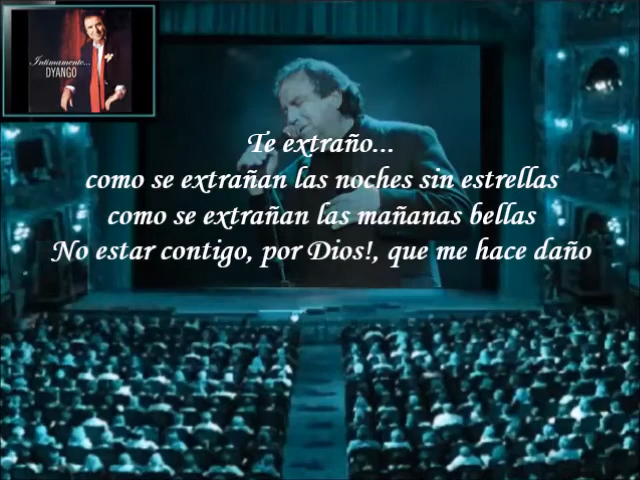 Intimamente...
DYANGO
Te extraño...
como se extrañan las noches sin estrellas
como se extrañan las mañanas bellas
No estar contigo, por Dios!, que me hace daño